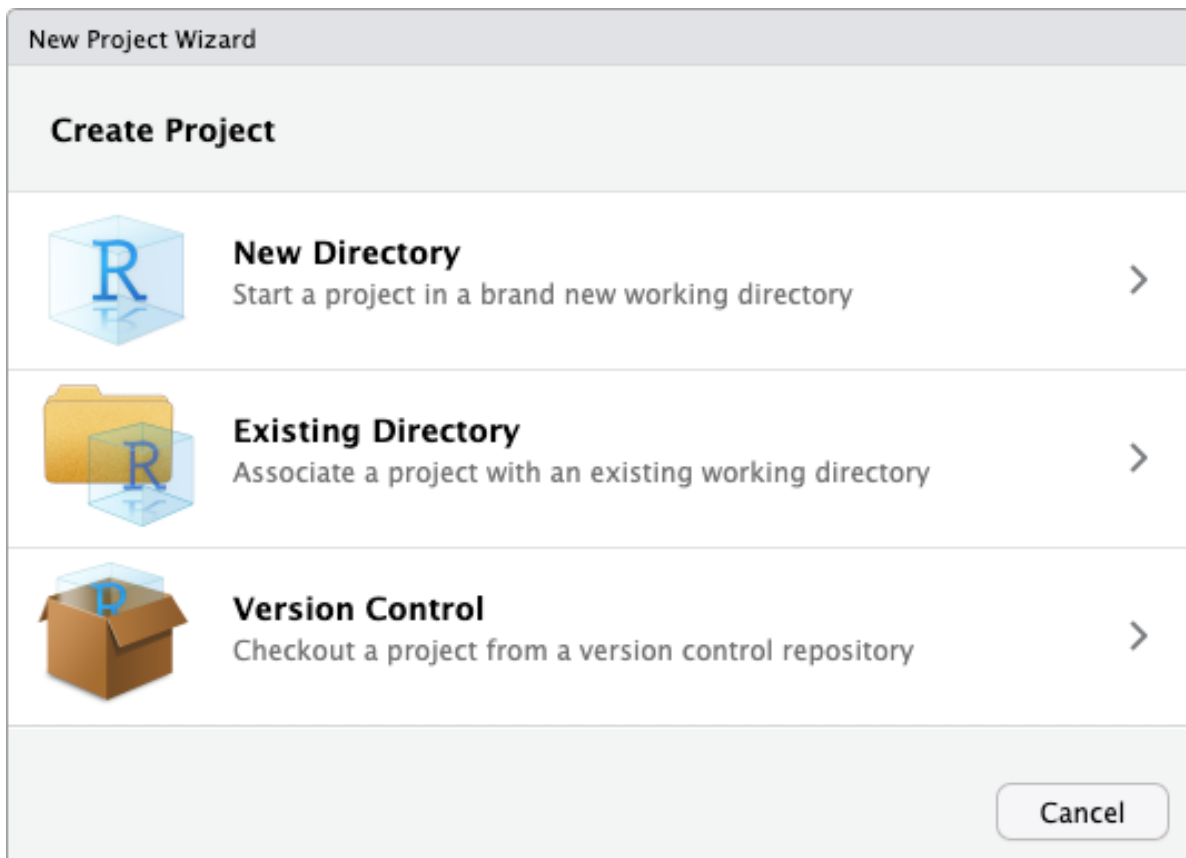 New Project Wizard
Create Project
R
New Directory
Start a project in a brand new working directory
R
Existing Directory
Associate a project with an existing working directory
R
Version Control
Checkout a project from a version control repository
Cancel